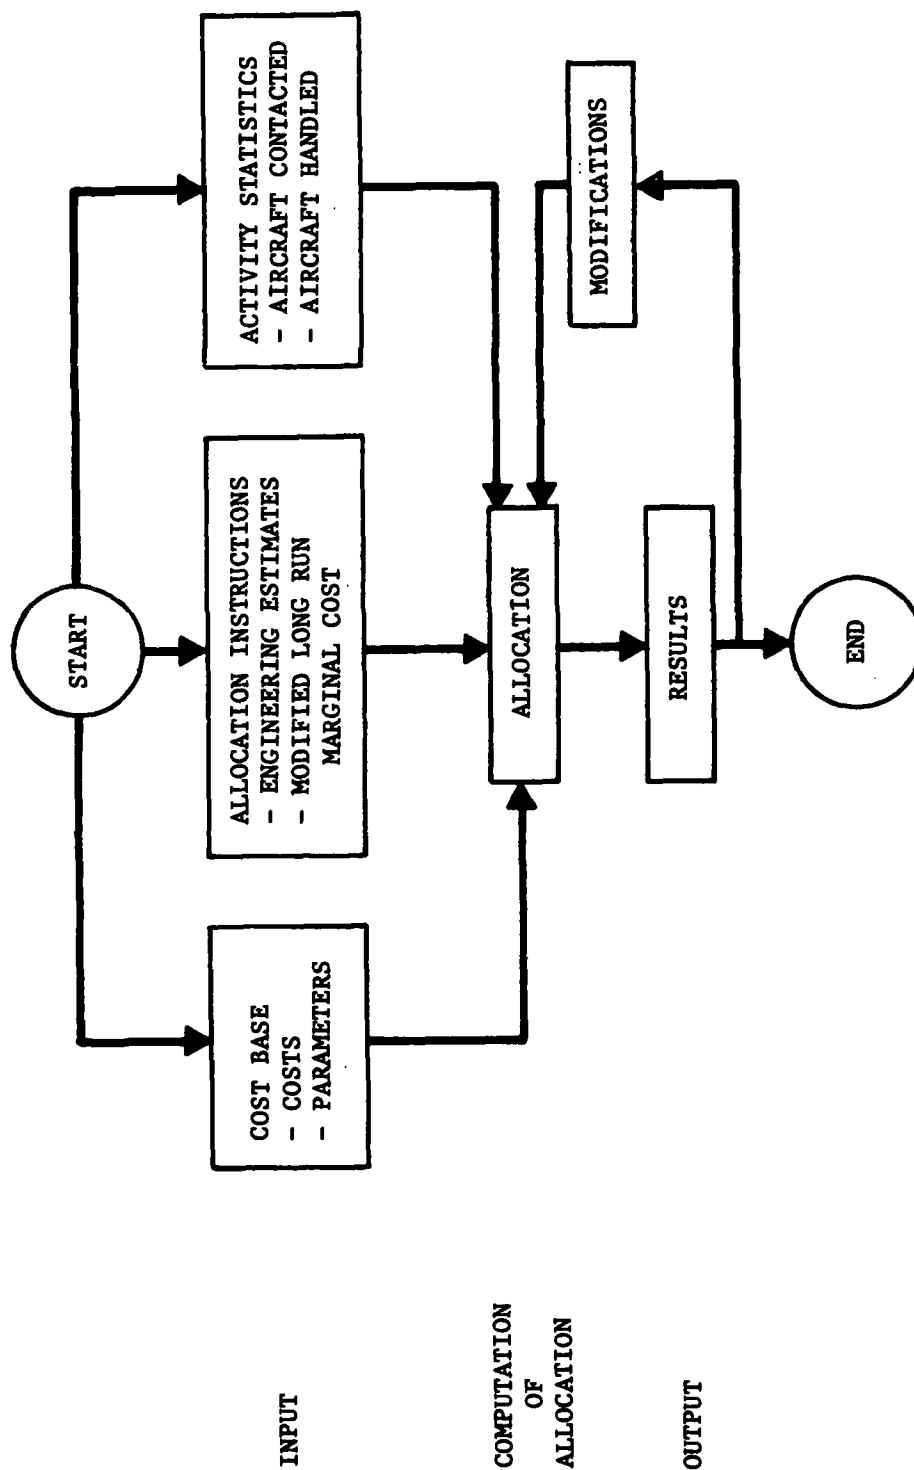 START
INPUT
COST BASE
- COSTS
- PARAMETERS
ALLOCATION INSTRUCTIONS
- ENGINEERING ESTIMATES
- MODIFIED LONG RUN
MARGINAL COST
ACTIVITY STATISTICS
- AIRCRAFT CONTACTED
- AIRCRAFT HANDLED
COMPUTATION
OF
ALLOCATION
ALLOCATION
MODIFICATIONS
OUTPUT
RESULTS
END